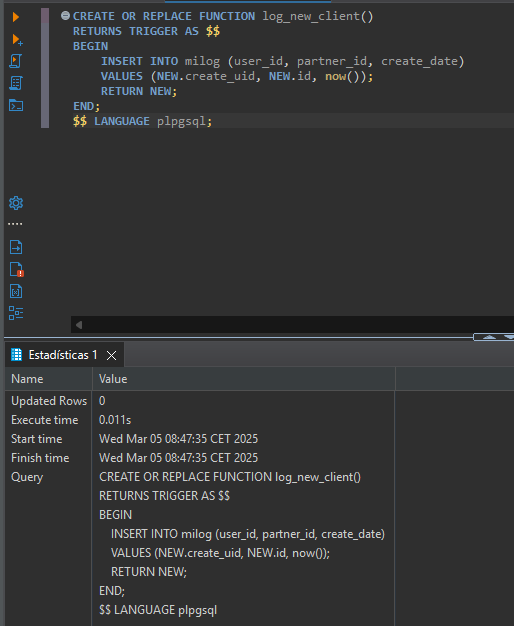 CREATE OR REPLACE FUNCTION log_new_client()
RETURNS TRIGGER AS $$
BEGIN
    INSERT INTO milog (user_id, partner_id, create_date)
    VALUES (NEW.create_uid, NEW.id, now());
    RETURN NEW;
END;
$$ LANGUAGE plpgsql;
Estadísticas 1
Name Value
Updated Rows 0
Execute time 0.011s
Start time Wed Mar 05 08:47:35 CET 2025
Finish time Wed Mar 05 08:47:35 CET 2025
Query CREATE OR REPLACE FUNCTION log_new_client()
RETURNS TRIGGER AS $$
BEGIN
    INSERT INTO milog (user_id, partner_id, create_date)
    VALUES (NEW.create_uid, NEW.id, now());
    RETURN NEW;
END;
$$ LANGUAGE plpgsql